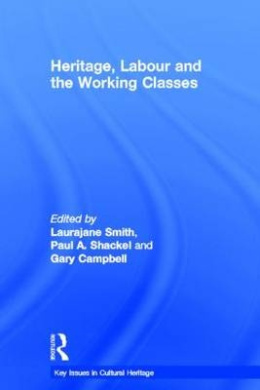 Heritage, Labour and
the Working Classes
Edited by
Laurajane Smith,
Paul A. Shackel and
Gary Campbell
ROUTLEDGE
Key Issues in Cultural Heritage